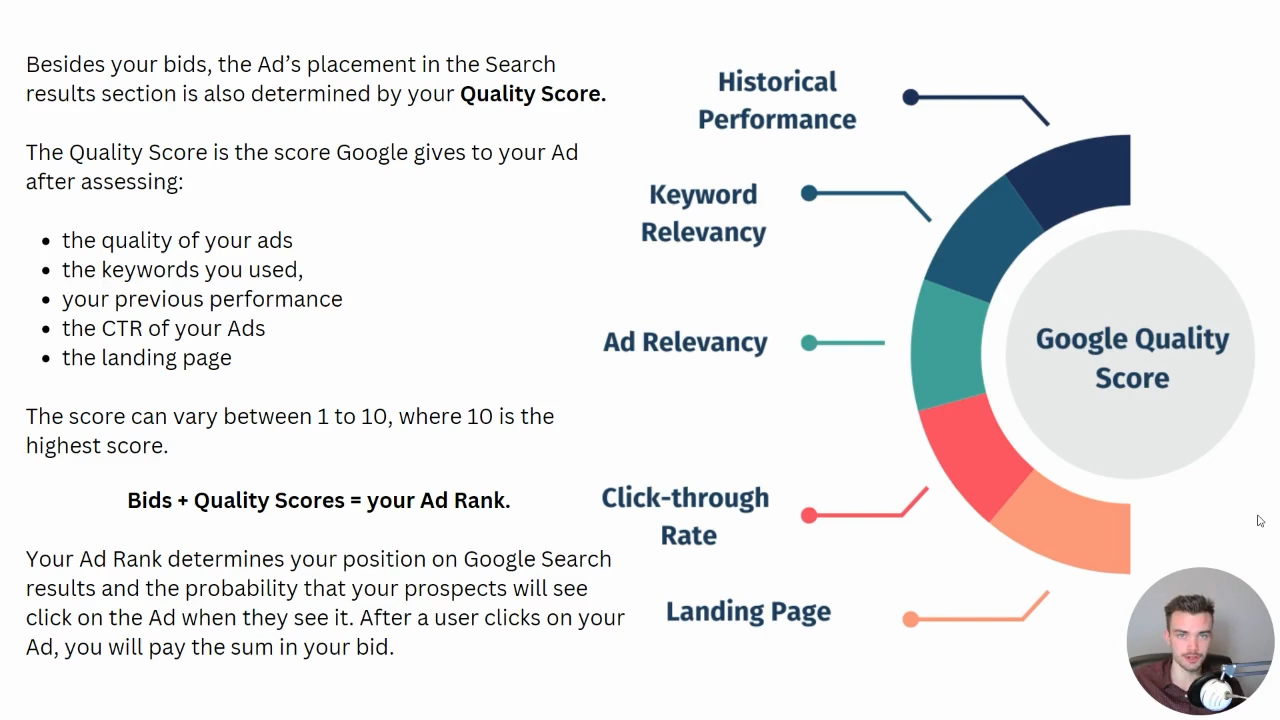 Besides your bids, the Ad’s placement in the Search
results section is also determined by your Quality Score.
The Quality Score is the score Google gives to your Ad
after assessing:
• the quality of your ads
• the keywords you used,
• your previous performance
• the CTR of your Ads
• the landing page
The score can vary between 1 to 10, where 10 is the
highest score.
Bids + Quality Scores = your Ad Rank.
Your Ad Rank determines your position on Google Search
results and the probability that your prospects will see
click on the Ad when they see it. After a user clicks on your
Ad, you will pay the sum in your bid.
Historical
Performance
Keyword
Relevancy
Ad Relevancy
Click-through
Rate
Landing Page
Google Quality
Score